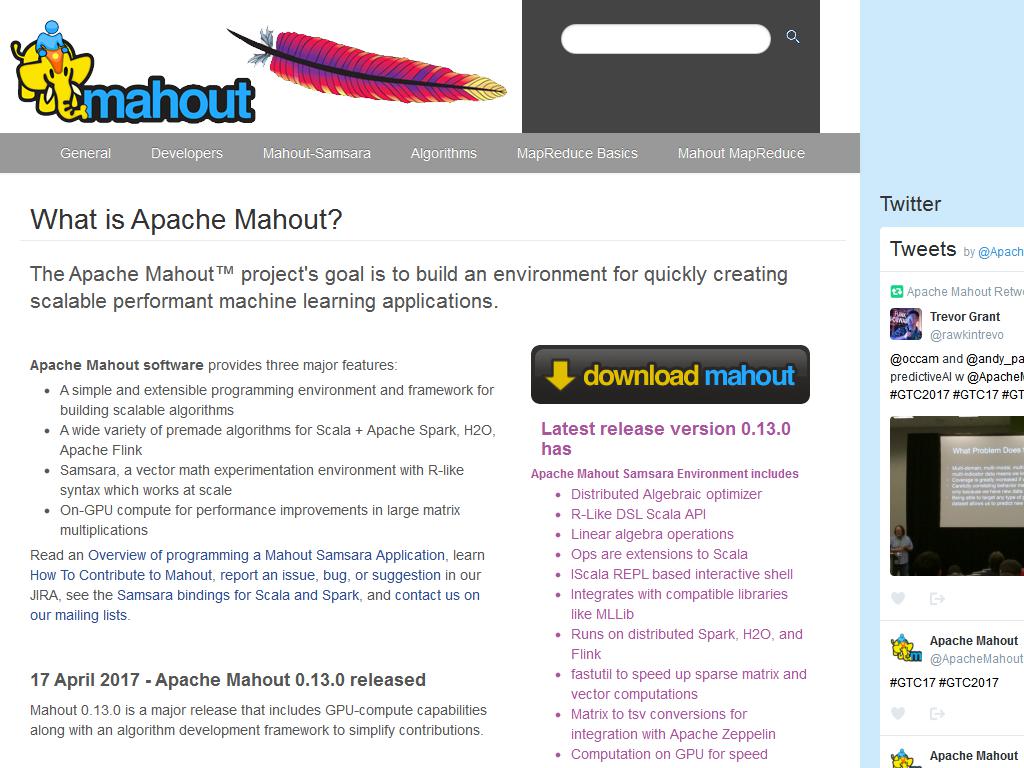 mahout
General
Developers
Mahout-Samsara
Algorithms
MapReduce Basics
Mahout MapReduce
What is Apache Mahout?
The Apache Mahout™ project's goal is to build an environment for quickly creating
scalable performant machine learning applications.
Apache Mahout software provides three major features:
• A simple and extensible programming environment and framework for
building scalable algorithms
• A wide variety of premade algorithms for Scala + Apache Spark, H2O,
Apache Flink
• Samsara, a vector math experimentation environment with R-like
syntax which works at scale
• On-GPU compute for performance improvements in large matrix
multiplications
Read an Overview of programming a Mahout Samsara Application, learn
How To Contribute to Mahout, report an issue, bug, or suggestion in our
JIRA, see the Samsara bindings for Scala and Spark, and contact us on
our mailing lists.
17 April 2017 - Apache Mahout 0.13.0 released
Mahout 0.13.0 is a major release that includes GPU-compute capabilities
along with an algorithm development framework to simplify contributions.
download mahout
Latest release version 0.13.0
has
Apache Mahout Samsara Environment includes
• Distributed Algebraic optimizer
• R-Like DSL Scala API
• Linear algebra operations
• Ops are extensions to Scala
• IScala REPL based interactive shell
• Integrates with compatible libraries
like MLLib
• Runs on distributed Spark, H2O, and
Flink
• fastutil to speed up sparse matrix and
vector computations
• Matrix to tsv conversions for
integration with Apache Zeppelin
• Computation on GPU for speed
Twitter
Tweets by @Apach
Apache Mahout Retwe
Trevor Grant
@rawkintrevo
@occam and @andy_pa
predictiveAI w @ApacheM
#GTC2017 #GTC17 #GT
What Problem Does
Apache Mahout
@ApacheMahout
#GTC17 #GTC2017
Apache Mahout